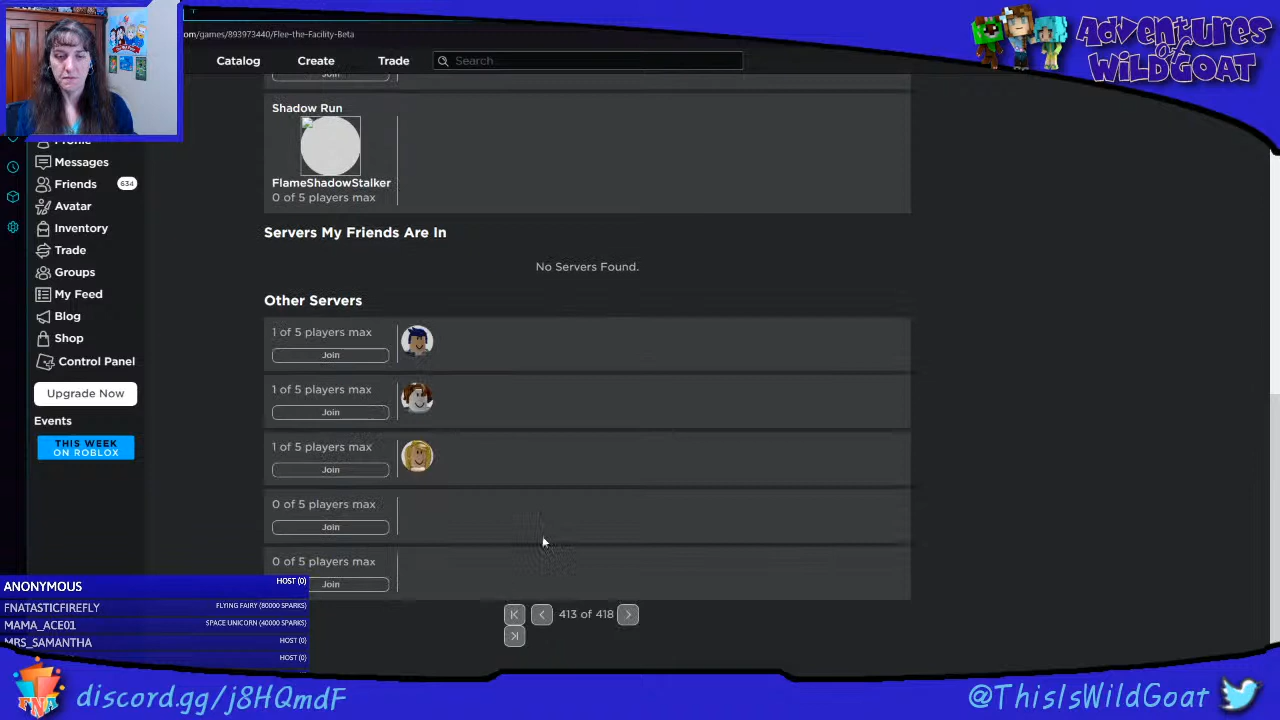 om/games/893973440/Flee-the-Facility-Beta
Adventures
of
WildGoat
Catalog
Create
Trade
Search...
Join
Shadow Run
FlameShadowStalker
0 of 5 players max
Profile
Messages
Friends
634
Avatar
Inventory
Trade
Groups
My Feed
Blog
Shop
Control Panel
Upgrade Now
Events
THIS WEEK
ON ROBLOX
Servers My Friends Are In
No Servers Found.
Other Servers
1 of 5 players max
Join
1 of 5 players max
Join
1 of 5 players max
Join
0 of 5 players max
Join
0 of 5 players max
Join
413 of 418
ANONYMOUS HOST (0)
FNATASTICFIREFLY FLYING FAIRY (80000 SPARKS)
MAMA_ACE01 SPACE UNICORN (40000 SPARKS)
MRS_SAMANTHA HOST (0)
HOST (0)
FNA
discord.gg/j8HQmdF
@ThisIsWildGoat